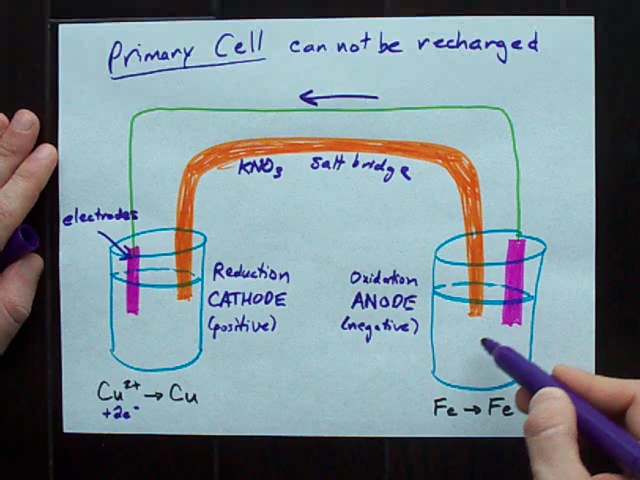 Primary Cell can not be recharged
KNO₃ Salt bridge
electrodes
Reduction
CATHODE
(positive)
Oxidation
ANODE
(negative)
Cu²⁺ → Cu
+2e⁻
Fe → Fe